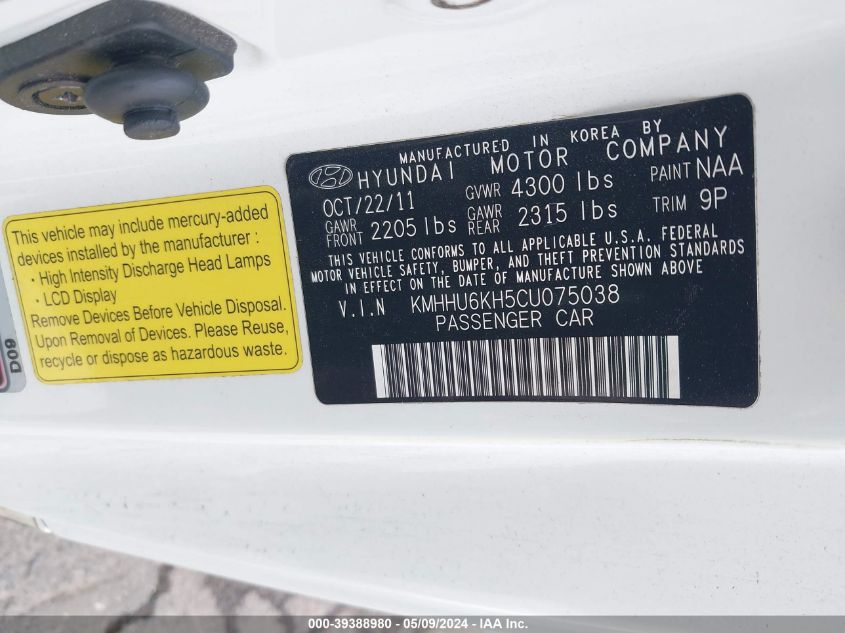 MANUFACTURED IN KOREA BY
HYUNDAI MOTOR COMPANY
OCT/22/11 GVWR 4300 lbs PAINT NAA
GAWR FRONT 2205 lbs GAWR REAR 2315 lbs TRIM 9P
THIS VEHICLE CONFORMS TO ALL APPLICABLE U.S.A. FEDERAL
MOTOR VEHICLE SAFETY, BUMPER, AND THEFT PREVENTION STANDARDS
IN EFFECT ON THE DATE OF MANUFACTURE SHOWN ABOVE
V.I.N KMHHU6KH5CU075038
PASSENGER CAR
This vehicle may include mercury-added
devices installed by the manufacturer :
• High Intensity Discharge Head Lamps
• LCD Display
Remove Devices Before Vehicle Disposal.
Upon Removal of Devices. Please Reuse,
recycle or dispose as hazardous waste.
D09
000-39388980 - 05/09/2024 - IAA Inc.